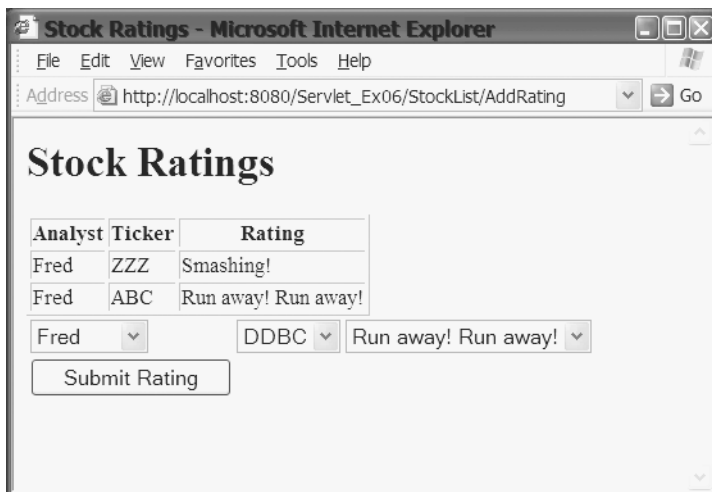 Stock Ratings - Microsoft Internet Explorer
File Edit View Favorites Tools Help
Address http://localhost:8080/Servlet_Ex06/StockList/AddRating Go
Stock Ratings
Analyst Ticker Rating
Fred ZZZ Smashing!
Fred ABC Run away! Run away!
Fred DDBC Run away! Run away!
Submit Rating